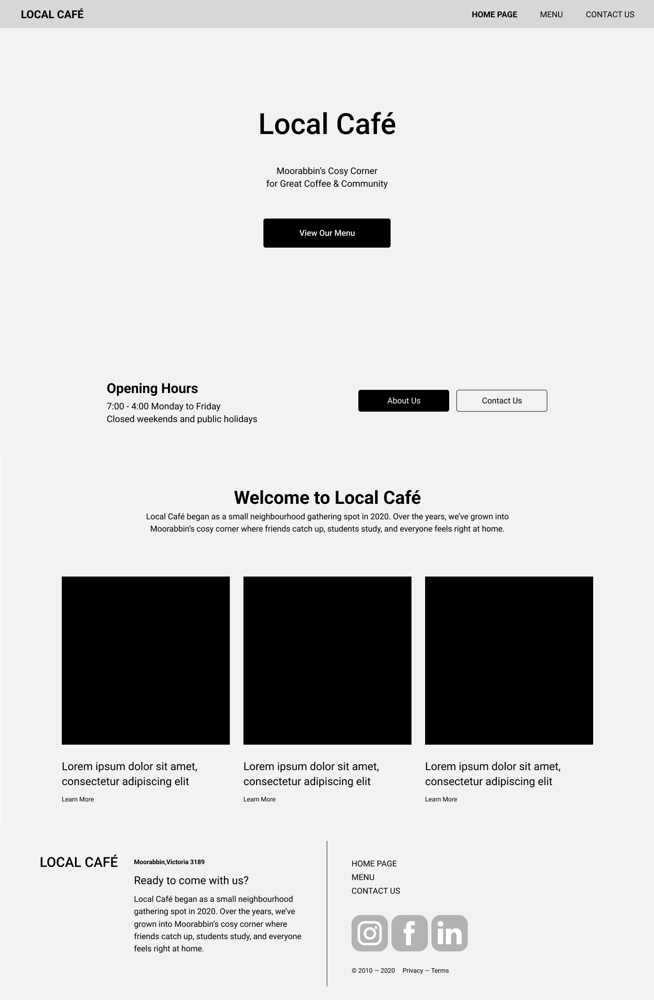 LOCAL CAFÉ
HOME PAGE
MENU
CONTACT US
Local Café
Moorabbin’s Cosy Corner
for Great Coffee & Community
View Our Menu
Opening Hours
7:00 - 4:00 Monday to Friday
Closed weekends and public holidays
About Us
Contact Us
Welcome to Local Café
Local Café began as a small neighbourhood gathering spot in 2020. Over the years, we’ve grown into
Moorabbin’s cosy corner where friends catch up, students study, and everyone feels right at home.
Lorem ipsum dolor sit amet,
consectetur adipiscing elit
Learn More
Lorem ipsum dolor sit amet,
consectetur adipiscing elit
Learn More
Lorem ipsum dolor sit amet,
consectetur adipiscing elit
Learn More
LOCAL CAFÉ
Moorabbin,Victoria 3189
Ready to come with us?
Local Café began as a small neighbourhood
gathering spot in 2020. Over the years, we’ve
grown into Moorabbin’s cosy corner where
friends catch up, students study, and everyone
feels right at home.
HOME PAGE
MENU
CONTACT US
f
in
© 2010 — 2020 Privacy — Terms